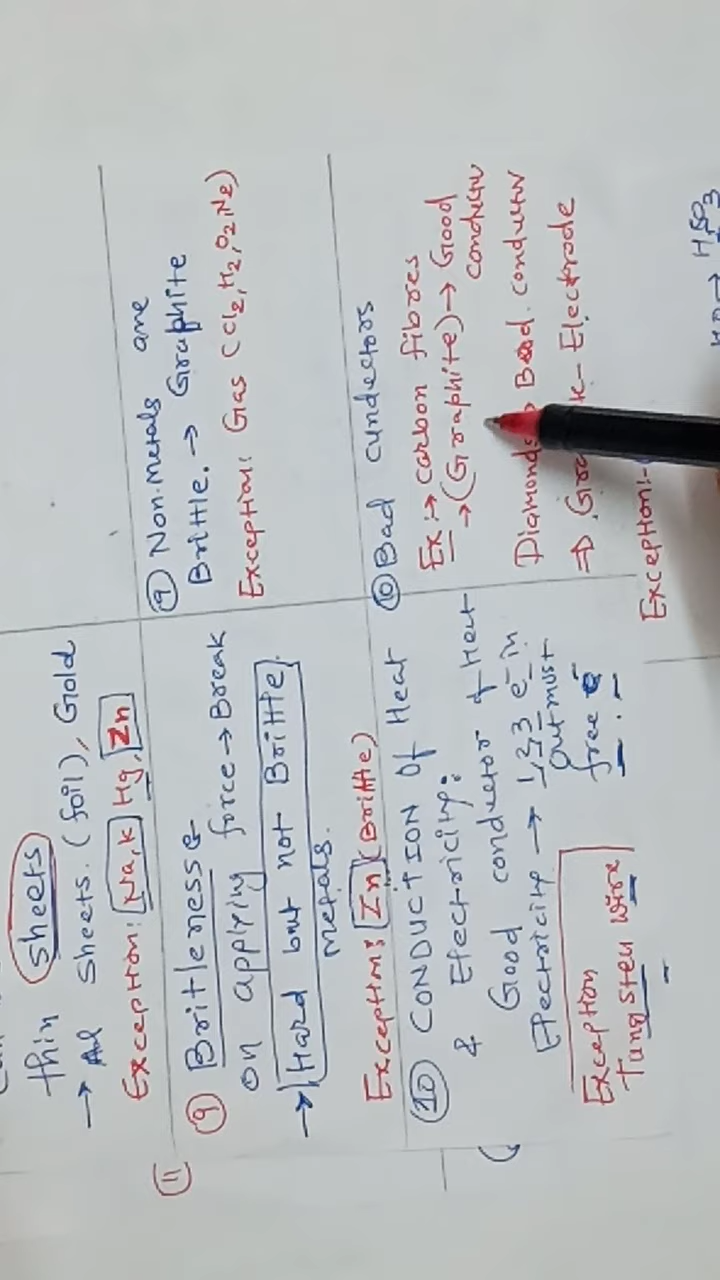 thin sheets
→ Ad sheets. (foil), Gold
Exception: Na, K Hg, Zn
(11)
(9) Brittleness
on applying force → Break
→ Hard but not Brittle.
Metals.
Exception: Zn (Brittle)
(10) CONDUCTION Of Heat
& Electricity:
Good conductor of Heat
Electricity → 1,2,3 e- in
outmost
free e-
Exception
Tungsten wire
(9) Non-Metals are
Brittle. → Graphite
Exception: Gas (Cl2, H2, O2, N2)
(10) Bad cunductors
Ex :→ carbon fibres
→ (Graphite) → Good
conductor
Diamond Bad. conductor
⇒ - Electrode
Exception:-